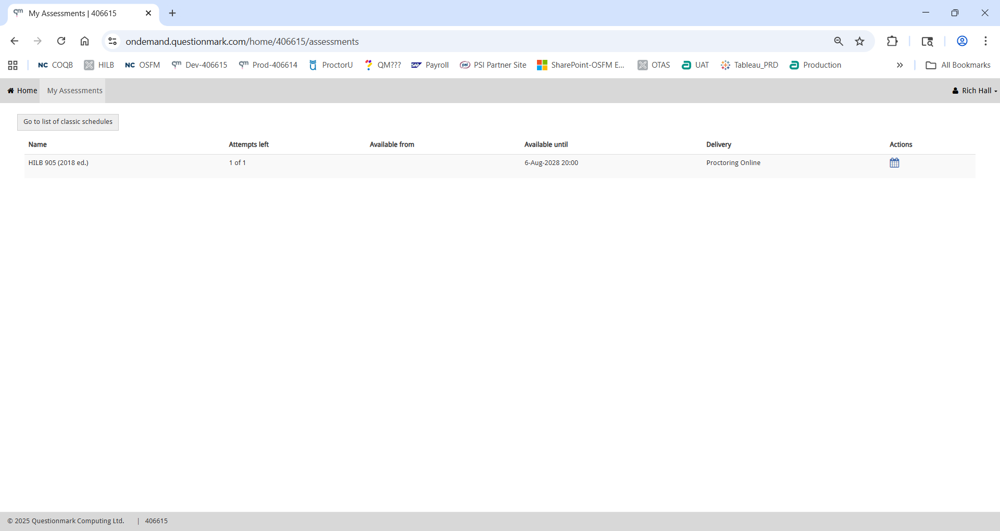 My Assessments | 406615
ondemand.questionmark.com/home/406615/assessments
NC COQB HILB NC OSFM Dev-406615 Prod-406614 ProctorU QM??? SAP Payroll psi PSI Partner Site SharePoint-OSFM E... OTAS UAT Tableau_PRD Production » All Bookmarks
Home My Assessments Rich Hall
Go to list of classic schedules
Name Attempts left Available from Available until Delivery Actions
HILB 905 (2018 ed.) 1 of 1 6-Aug-2028 20:00 Proctoring Online
© 2025 Questionmark Computing Ltd. | 406615